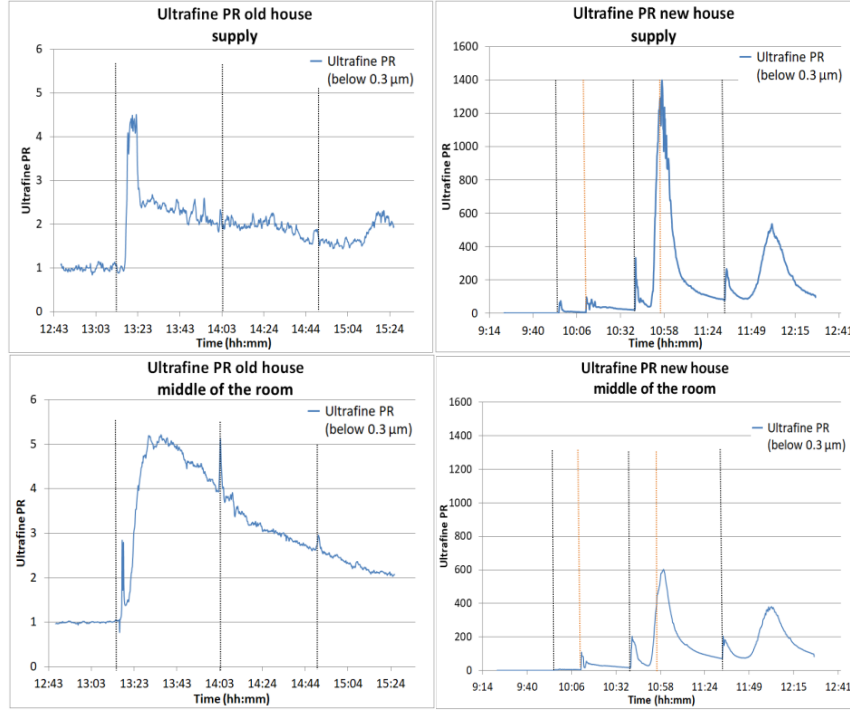 Ultrafine PR old house
supply
Ultrafine PR
(below 0.3 µm)
6
5
4
3
2
1
0
Ultrafine PR
12:43 13:03 13:23 13:43 14:03 14:24 14:44 15:04 15:24
Time (hh:mm)
Ultrafine PR new house
supply
Ultrafine PR
(below 0.3 µm)
1600
1400
1200
1000
800
600
400
200
0
Ultrafine PR
9:14 9:40 10:06 10:32 10:58 11:24 11:49 12:15 12:41
Time (hh:mm)
Ultrafine PR old house
middle of the room
Ultrafine PR
(below 0.3 µm)
6
5
4
3
2
1
0
Ultrafine PR
12:43 13:03 13:23 13:43 14:03 14:24 14:44 15:04 15:24
Time (hh:mm)
Ultrafine PR new house
middle of the room
Ultrafine PR
(below 0.3 µm)
1600
1400
1200
1000
800
600
400
200
0
Ultrafine PR
9:14 9:40 10:06 10:32 10:58 11:24 11:49 12:15 12:41
Time (hh:mm)